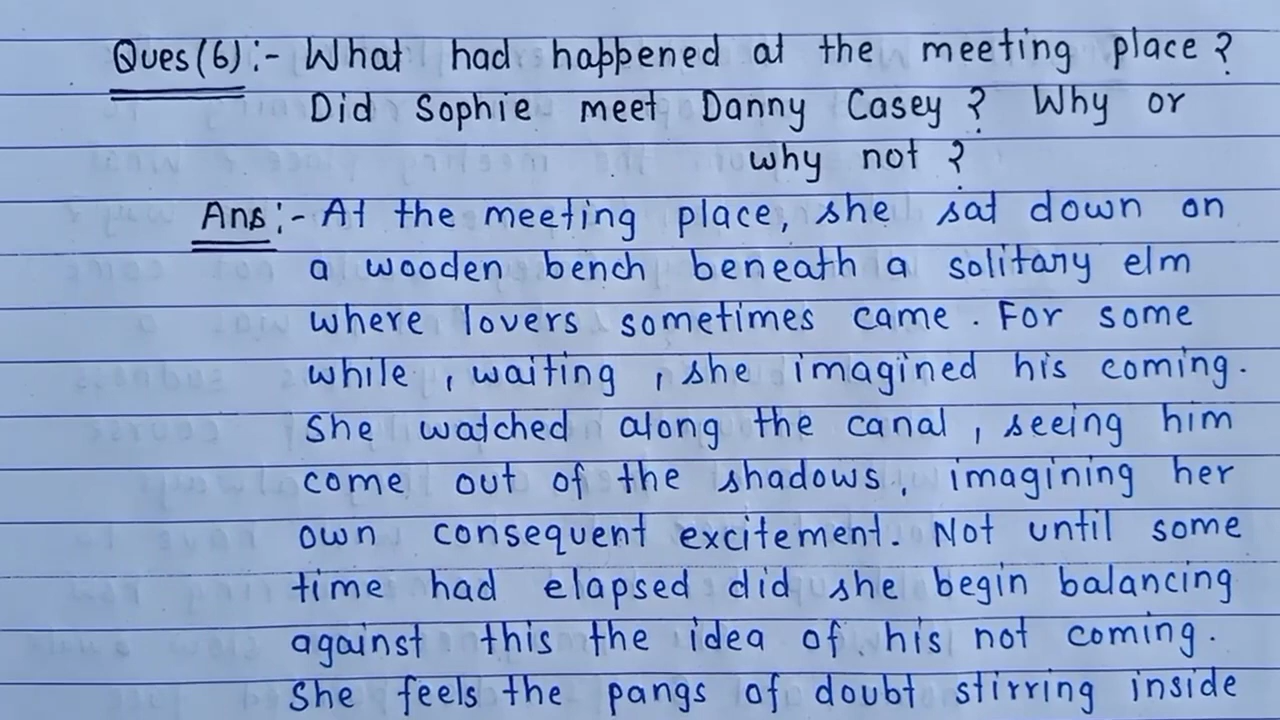 Ques(6):- What had happened at the meeting place ?
Did Sophie meet Danny Casey ? Why or
why not ?
Ans:- At the meeting place, she sat down on
a wooden bench beneath a solitary elm
where lovers sometimes came . For some
while , waiting , she imagined his coming .
She watched along the canal , seeing him
come out of the shadows , imagining her
own consequent excitement . Not until some
time had elapsed did she begin balancing
against this the idea of his not coming .
She feels the pangs of doubt stirring inside